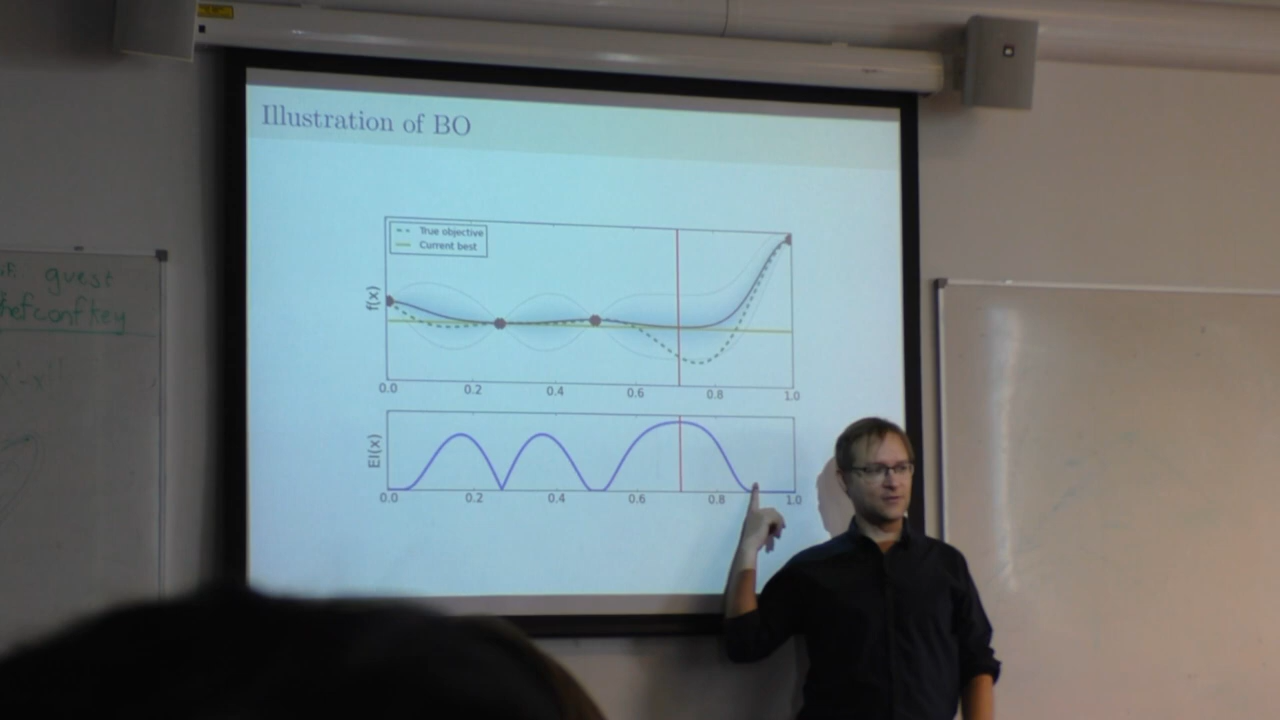 Illustration of BO
True objective
Current best
f(x)
0.0 0.2 0.4 0.6 0.8 1.0
EI(x)
0.0 0.2 0.4 0.6 0.8 1.0
guest